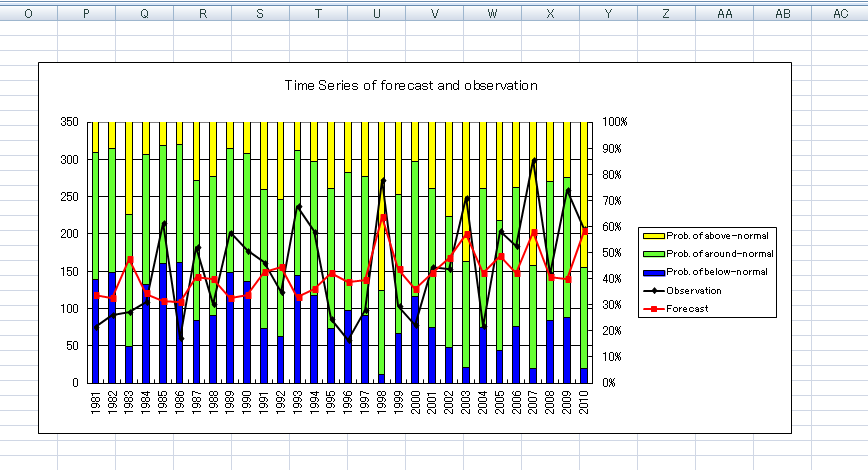 O P Q R S T U V W X Y Z AA AB AC
Time Series of forecast and observation
350 100%
90%
300 80%
250 70%
200 60%
50%
150 40%
100 30%
50 20%
10%
0 0%
Prob. of above-normal
Prob. of around-normal
Prob. of below-normal
Observation
Forecast
1981 1982 1983 1984 1985 1986 1987 1988 1989 1990 1991 1992 1993 1994 1995 1996 1997 1998 1999 2000 2001 2002 2003 2004 2005 2006 2007 2008 2009 2010